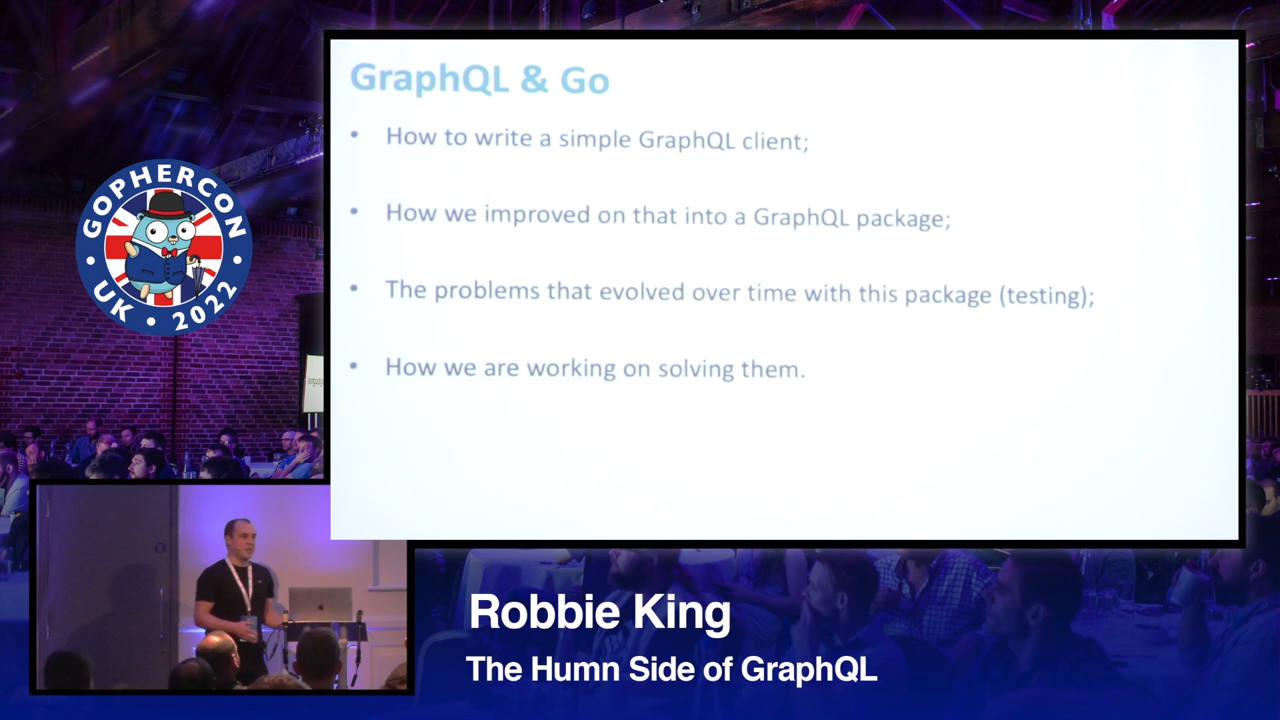 GOPHERCON
UK • 2022
GraphQL & Go
• How to write a simple GraphQL client;
• How we improved on that into a GraphQL package;
• The problems that evolved over time with this package (testing);
• How we are working on solving them.
Robbie King
The Humn Side of GraphQL